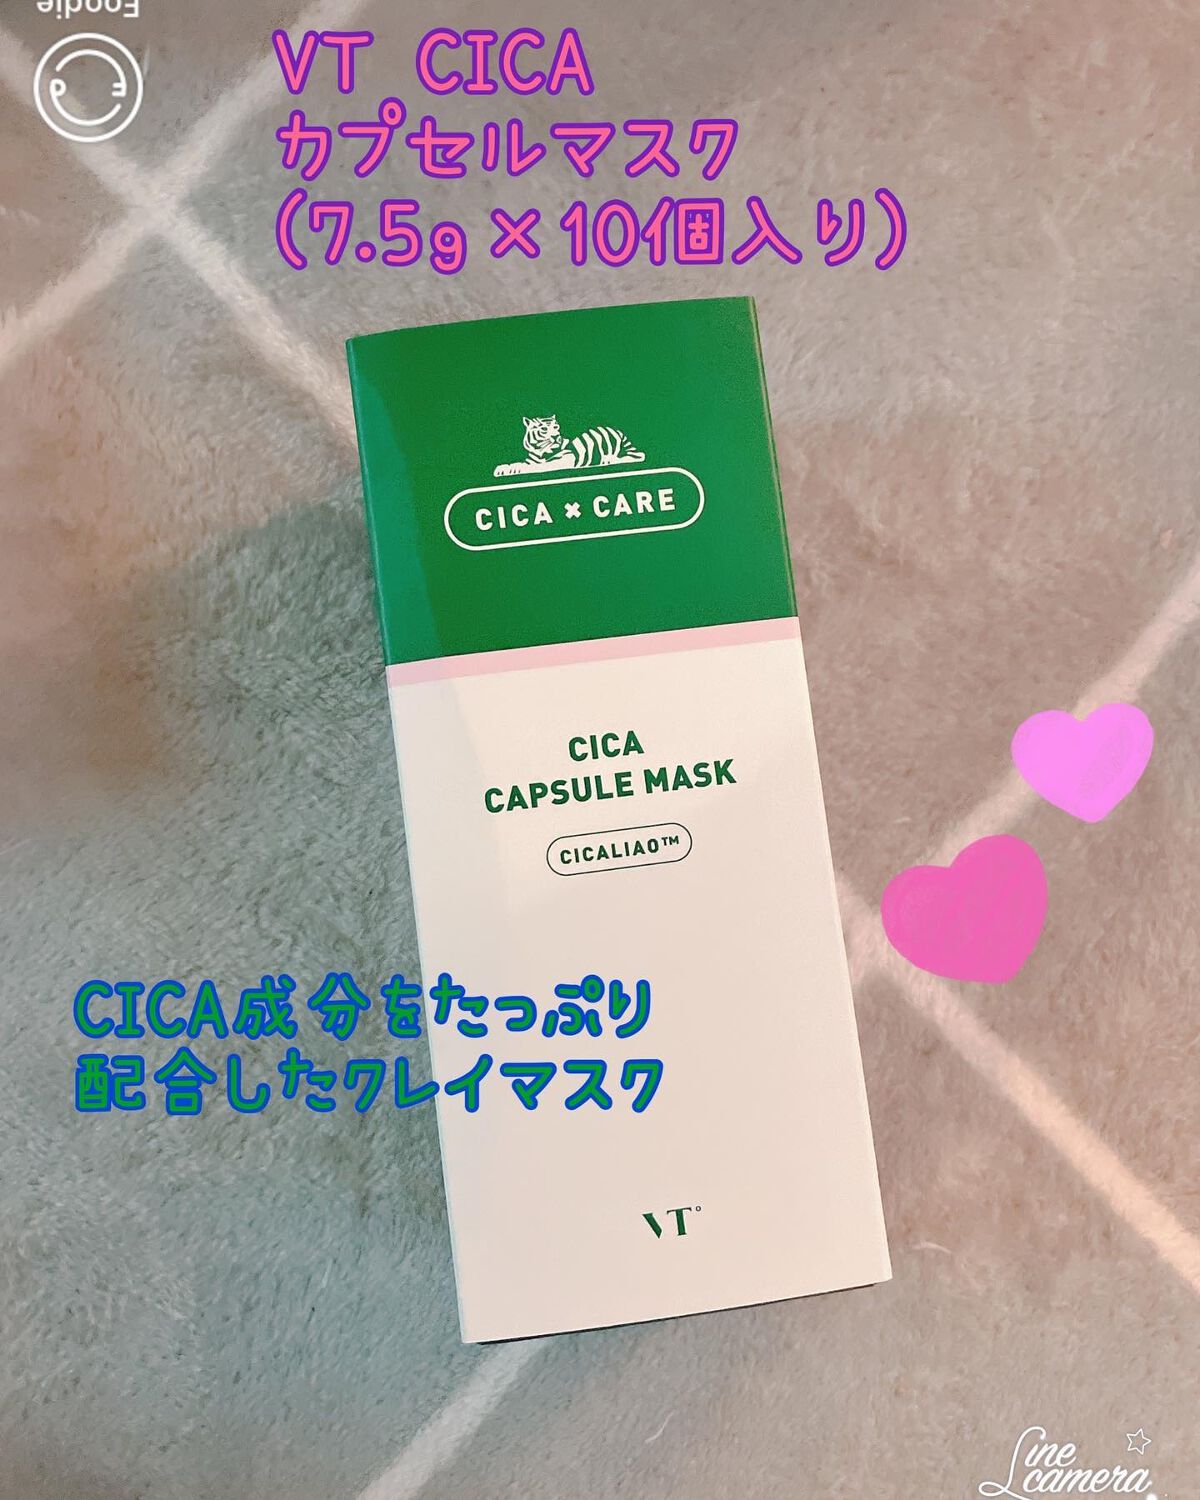 Foodie
VT CICA
カプセルマスク
(7.5g×10個入り)
CICA × CARE
CICA
CAPSULE MASK
CICALIAO™
CICA成分をたっぷり
配合したクレイマスク
VT
Line
camera